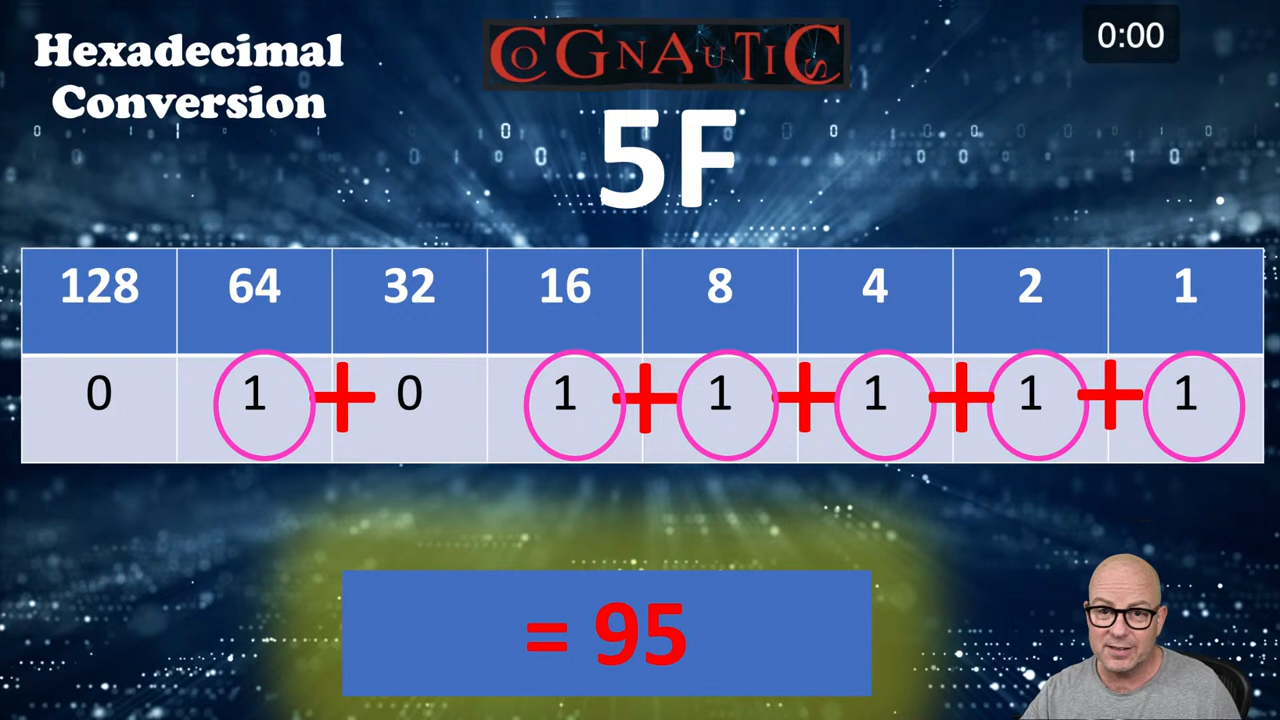 Hexadecimal
Conversion
COGNAUTICS
0:00
5F
128 64 32 16 8 4 2 1
0 1 + 0 1 + 1 + 1 + 1 + 1
= 95